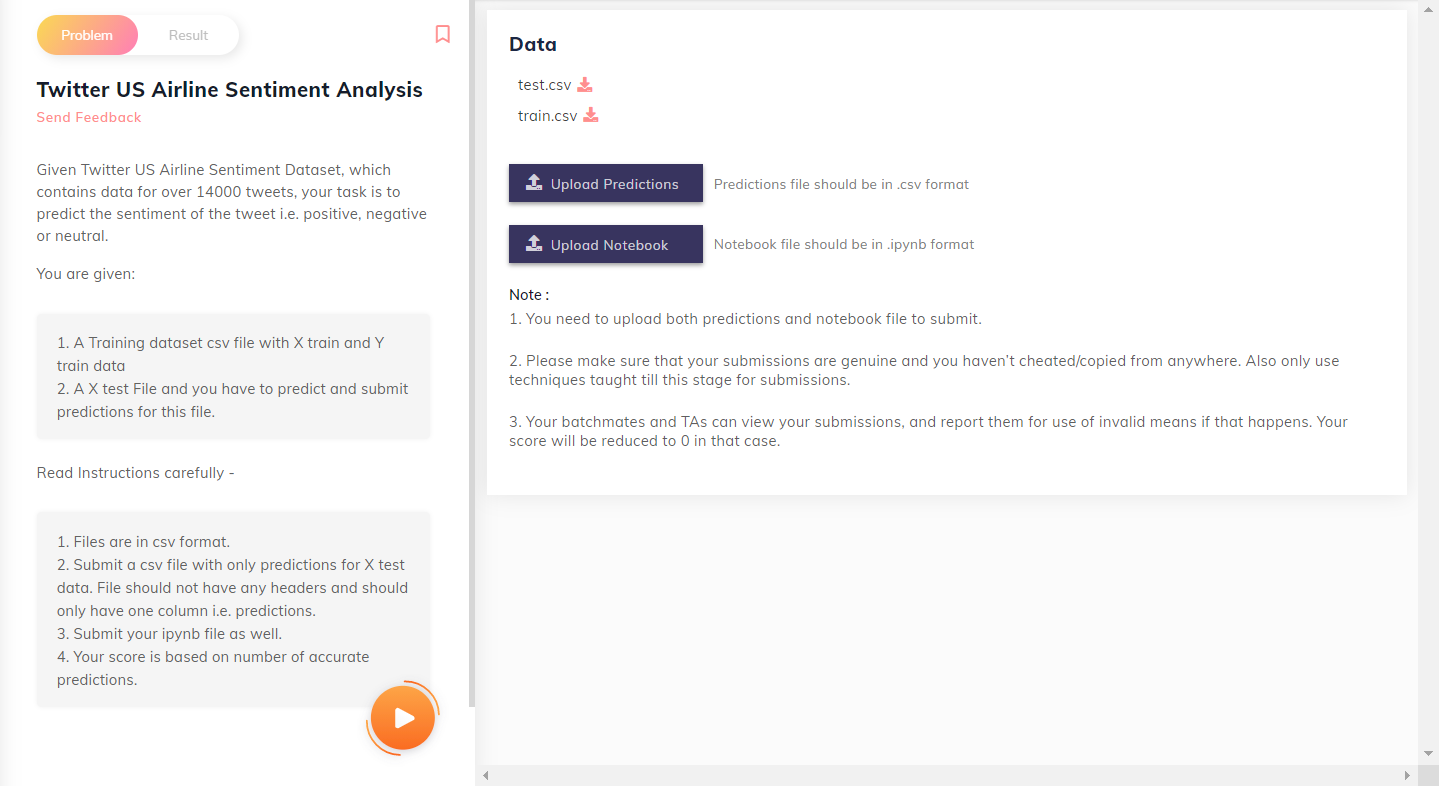 Problem
Result
Twitter US Airline Sentiment Analysis
Send Feedback
Given Twitter US Airline Sentiment Dataset, which
contains data for over 14000 tweets, your task is to
predict the sentiment of the tweet i.e. positive, negative
or neutral.
You are given:
1. A Training dataset csv file with X train and Y
train data
2. A X test File and you have to predict and submit
predictions for this file.
Read Instructions carefully -
1. Files are in csv format.
2. Submit a csv file with only predictions for X test
data. File should not have any headers and should
only have one column i.e. predictions.
3. Submit your ipynb file as well.
4. Your score is based on number of accurate
predictions.
Data
test.csv
train.csv
Upload Predictions
Predictions file should be in .csv format
Upload Notebook
Notebook file should be in .ipynb format
Note :
1. You need to upload both predictions and notebook file to submit.
2. Please make sure that your submissions are genuine and you haven't cheated/copied from anywhere. Also only use
techniques taught till this stage for submissions.
3. Your batchmates and TAs can view your submissions, and report them for use of invalid means if that happens. Your
score will be reduced to 0 in that case.